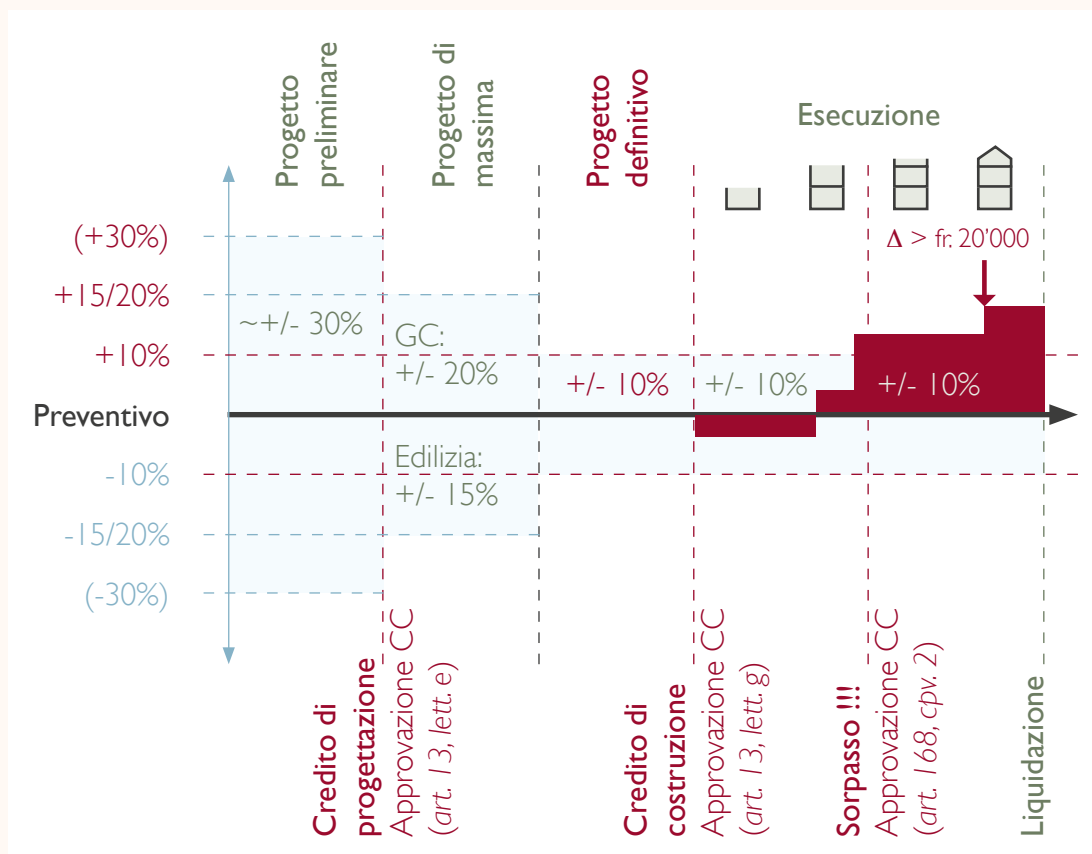 Progetto
preliminare
Progetto di
massima
Progetto
definitivo
Esecuzione
(+30%)
+15/20%
+10%
Preventivo
-10%
-15/20%
(-30%)
Δ > fr. 20'000
~+/- 30%
GC:
+/- 20%
Edilizia:
+/- 15%
+/- 10%
+/- 10%
+/- 10%
Credito di
progettazione
Approvazione CC
(art. 13, lett. e)
Credito di
costruzione
Approvazione CC
(art. 13, lett. g)
Sorpasso !!!
Approvazione CC
(art. 168, cpv. 2)
Liquidazione